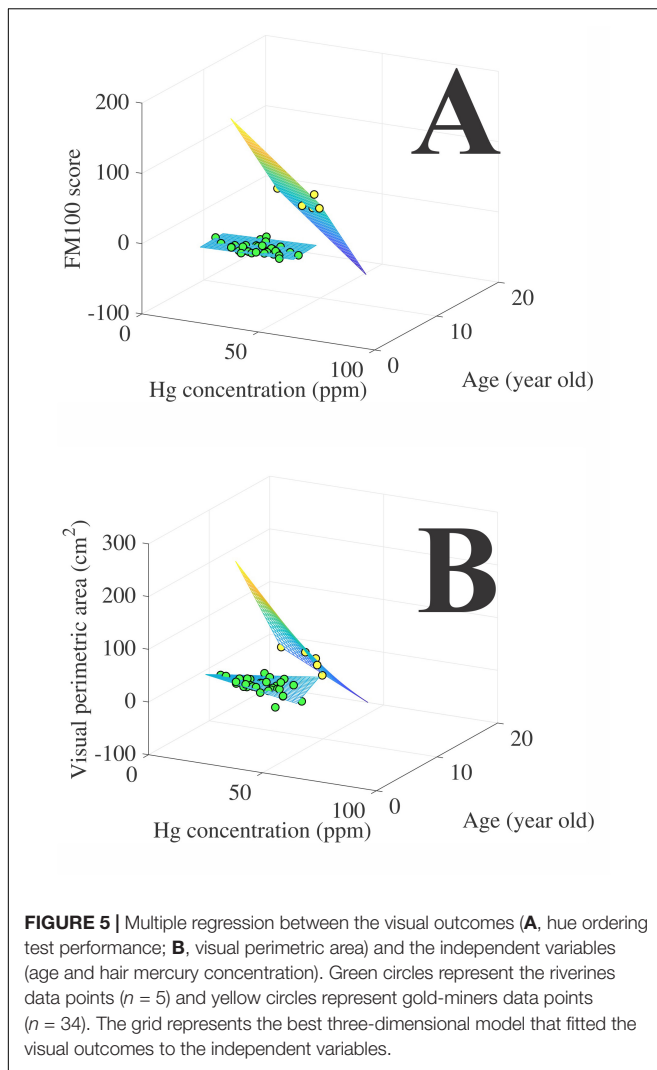 A
200
100
0
-100
FM100 score
0
50
100
Hg concentration (ppm)
0
10
20
Age (year old)
B
300
200
100
0
-100
Visual perimetric area (cm²)
0
50
100
Hg concentration (ppm)
0
10
20
Age (year old)
FIGURE 5 | Multiple regression between the visual outcomes (A, hue ordering
test performance; B, visual perimetric area) and the independent variables
(age and hair mercury concentration). Green circles represent the riverines
data points (n = 5) and yellow circles represent gold-miners data points
(n = 34). The grid represents the best three-dimensional model that fitted the
visual outcomes to the independent variables.